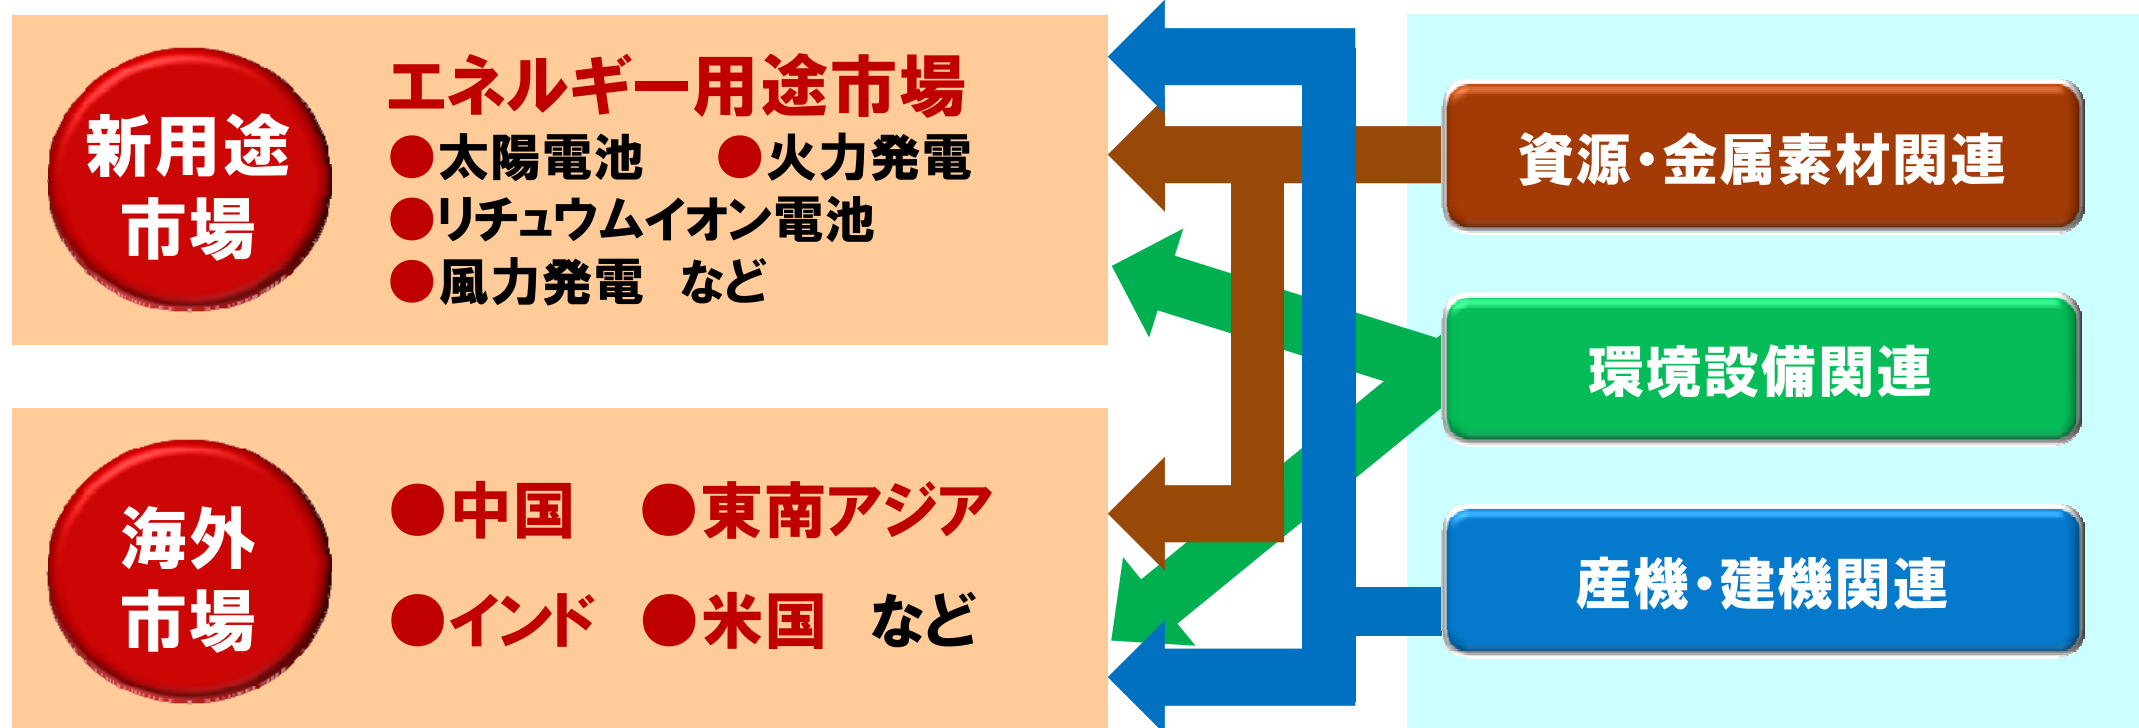 新用途
市場
エネルギー用途市場
●太陽電池　●火力発電
●リチュウムイオン電池
●風力発電　など
海外
市場
●中国　●東南アジア
●インド　●米国　など
資源・金属素材関連
環境設備関連
産機・建機関連